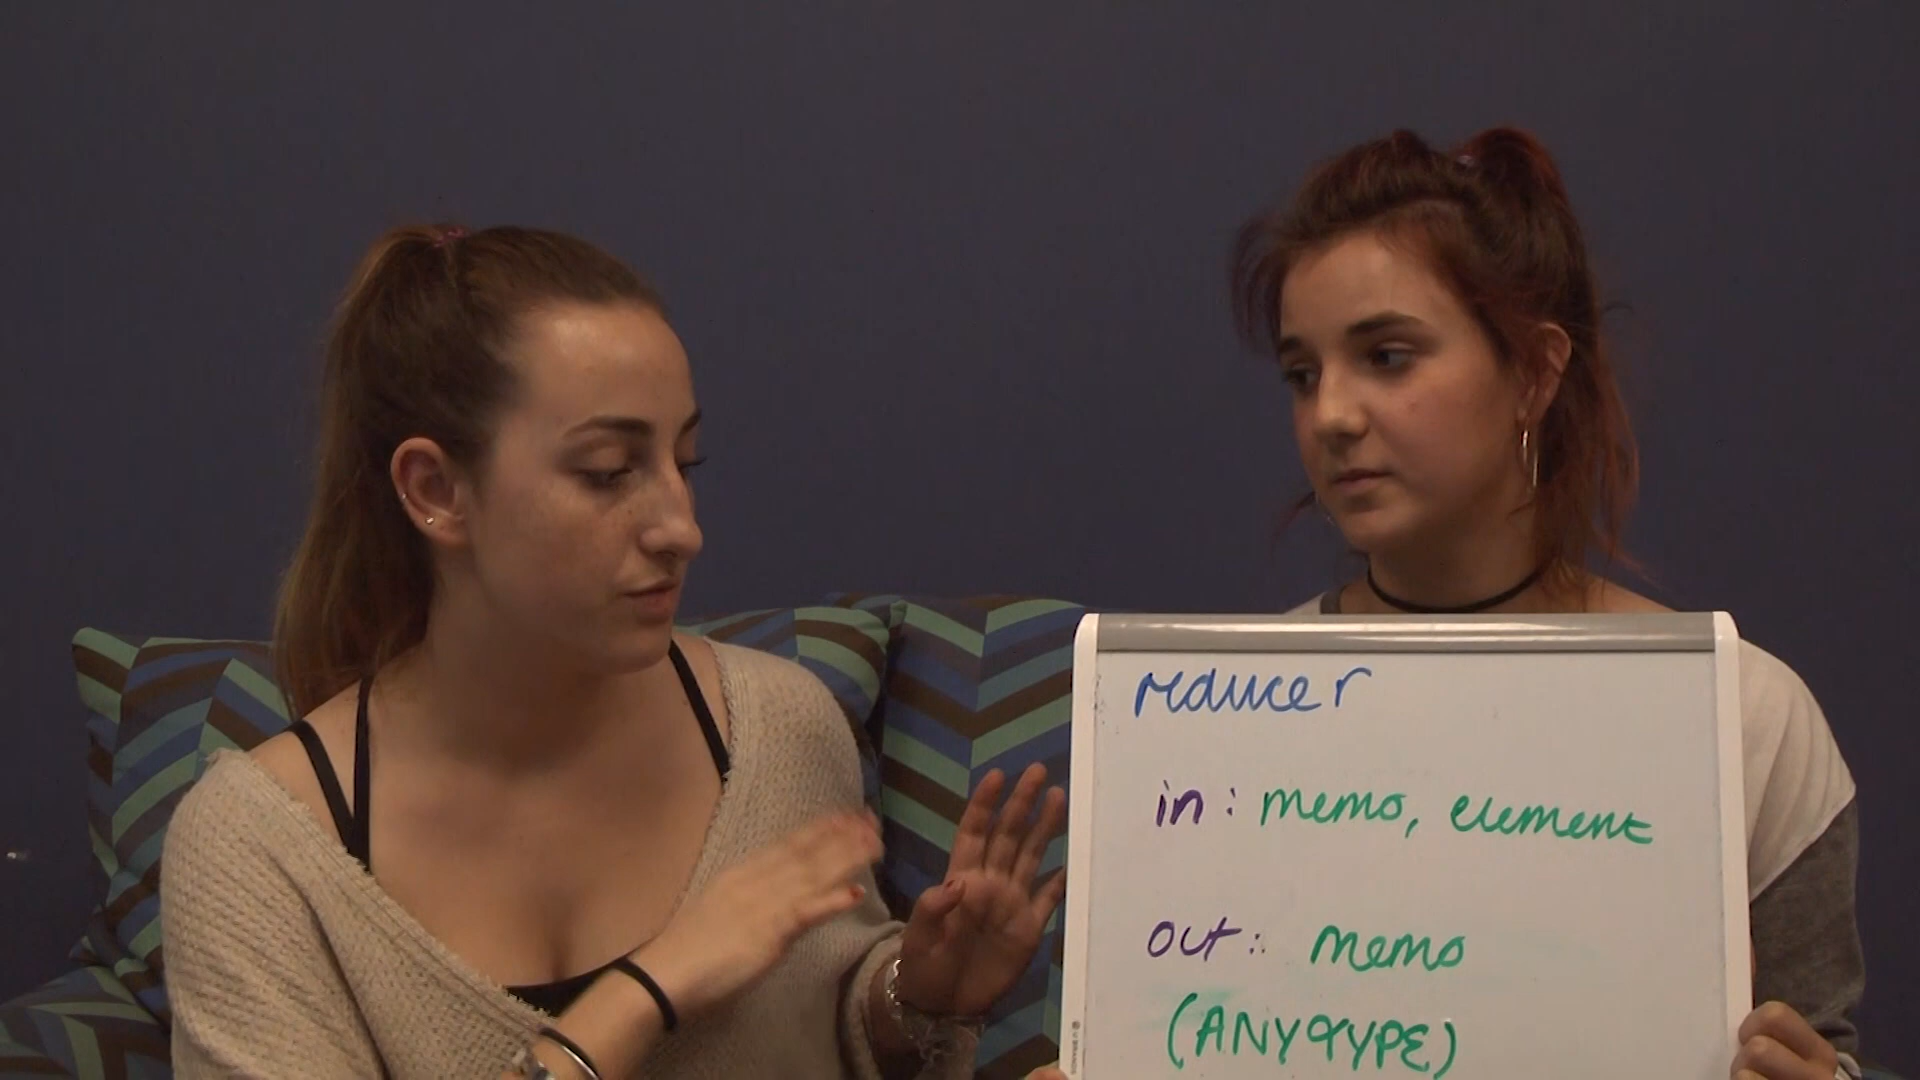 reducer
in: memo, element
out: memo
(ANYTYPE)